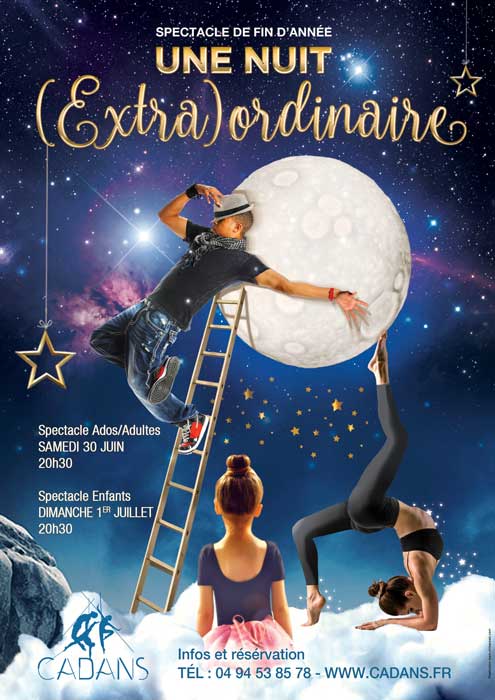 SPECTACLE DE FIN D'ANNÉE
UNE NUIT
(Extra)ordinaire
Spectacle Ados/Adultes
SAMEDI 30 JUIN
20h30
Spectacle Enfants
DIMANCHE 1ER JUILLET
20h30
CADANS
Infos et résérvation
TÉL : 04 94 53 85 78 - WWW.CADANS.FR